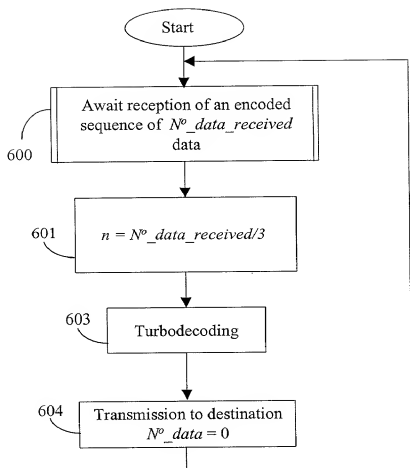 Start
Await reception of an encoded
sequence of Nº_data_received
data
600
n = Nº_data_received/3
601
603
Turbodecoding
604
Transmission to destination
Nº_data = 0